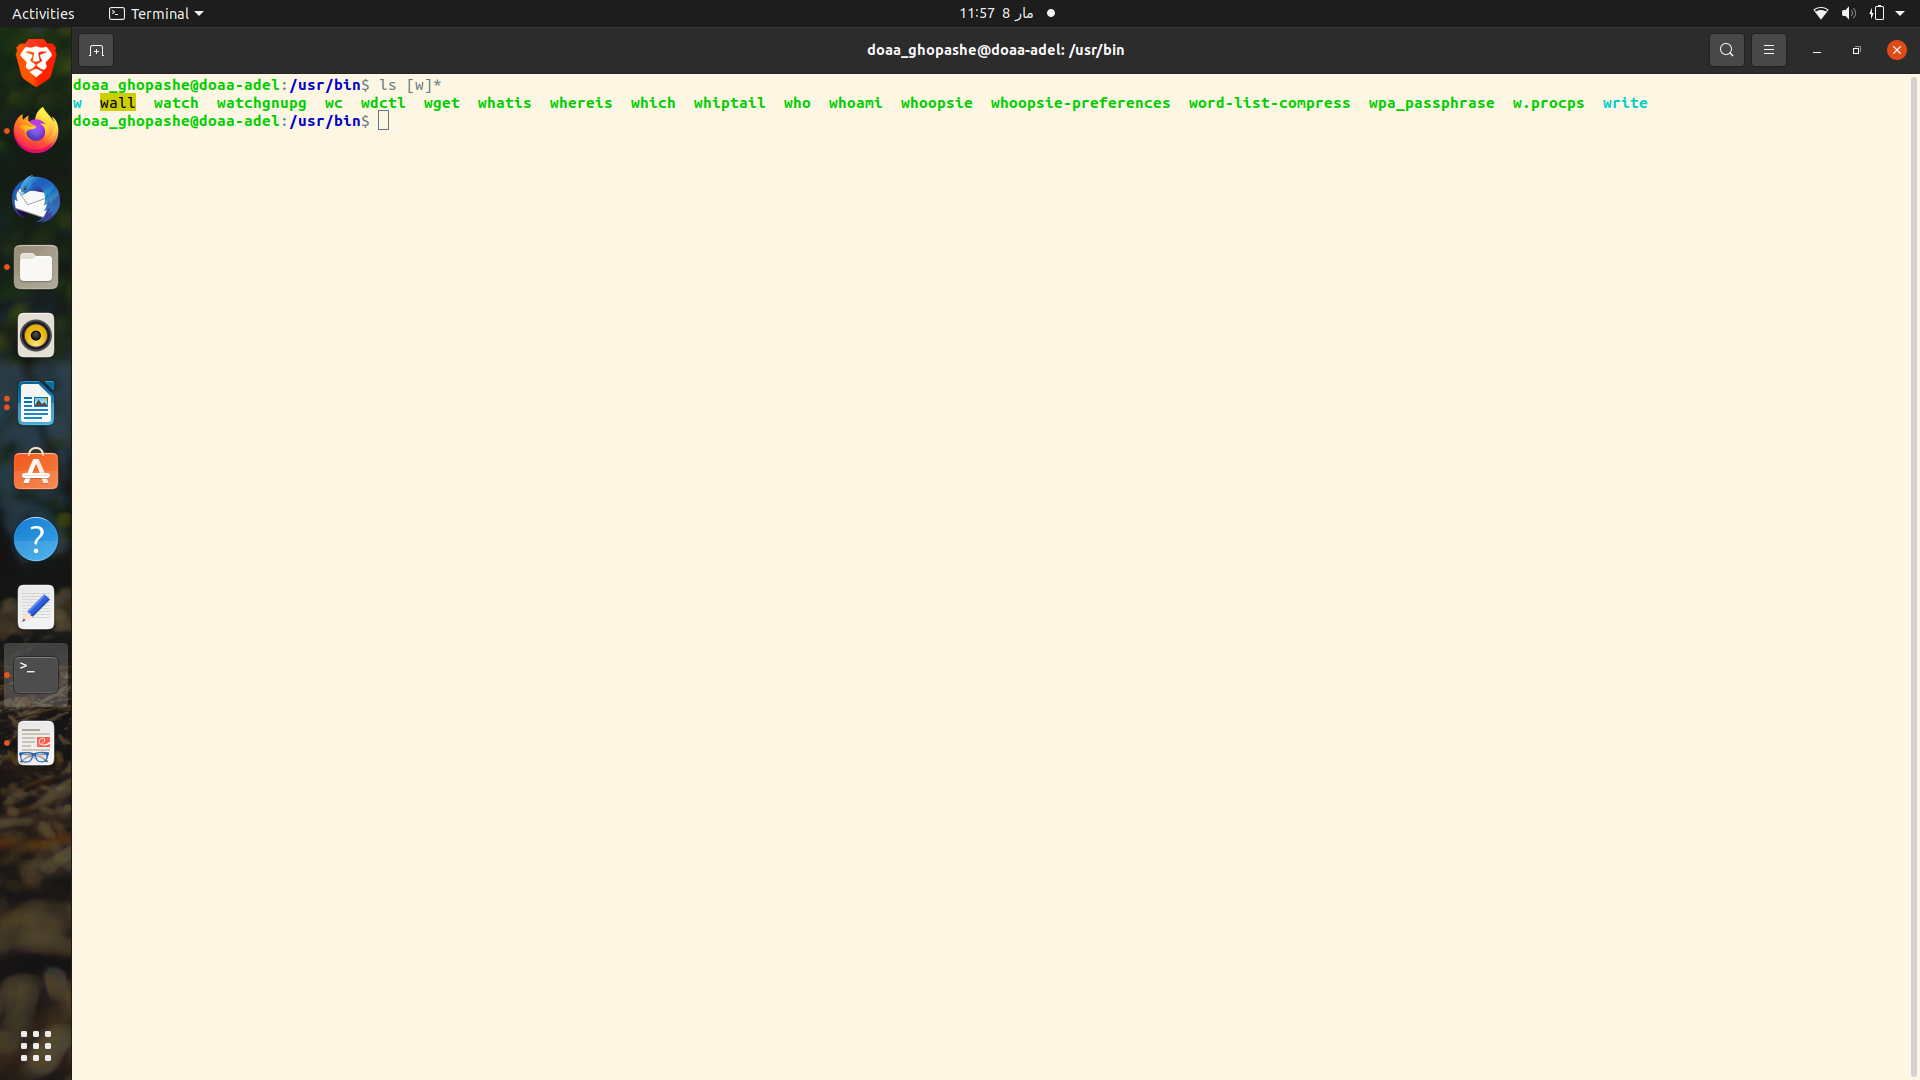 Activities Terminal 11:57 8 مار
doaa_ghopashe@doaa-adel: /usr/bin
doaa_ghopashe@doaa-adel:/usr/bin$ ls [w]*
w wall watch watchgnupg wc wdctl wget whatis whereis which whiptail who whoami whoopsie whoopsie-preferences word-list-compress wpa_passphrase w.procps write
doaa_ghopashe@doaa-adel:/usr/bin$